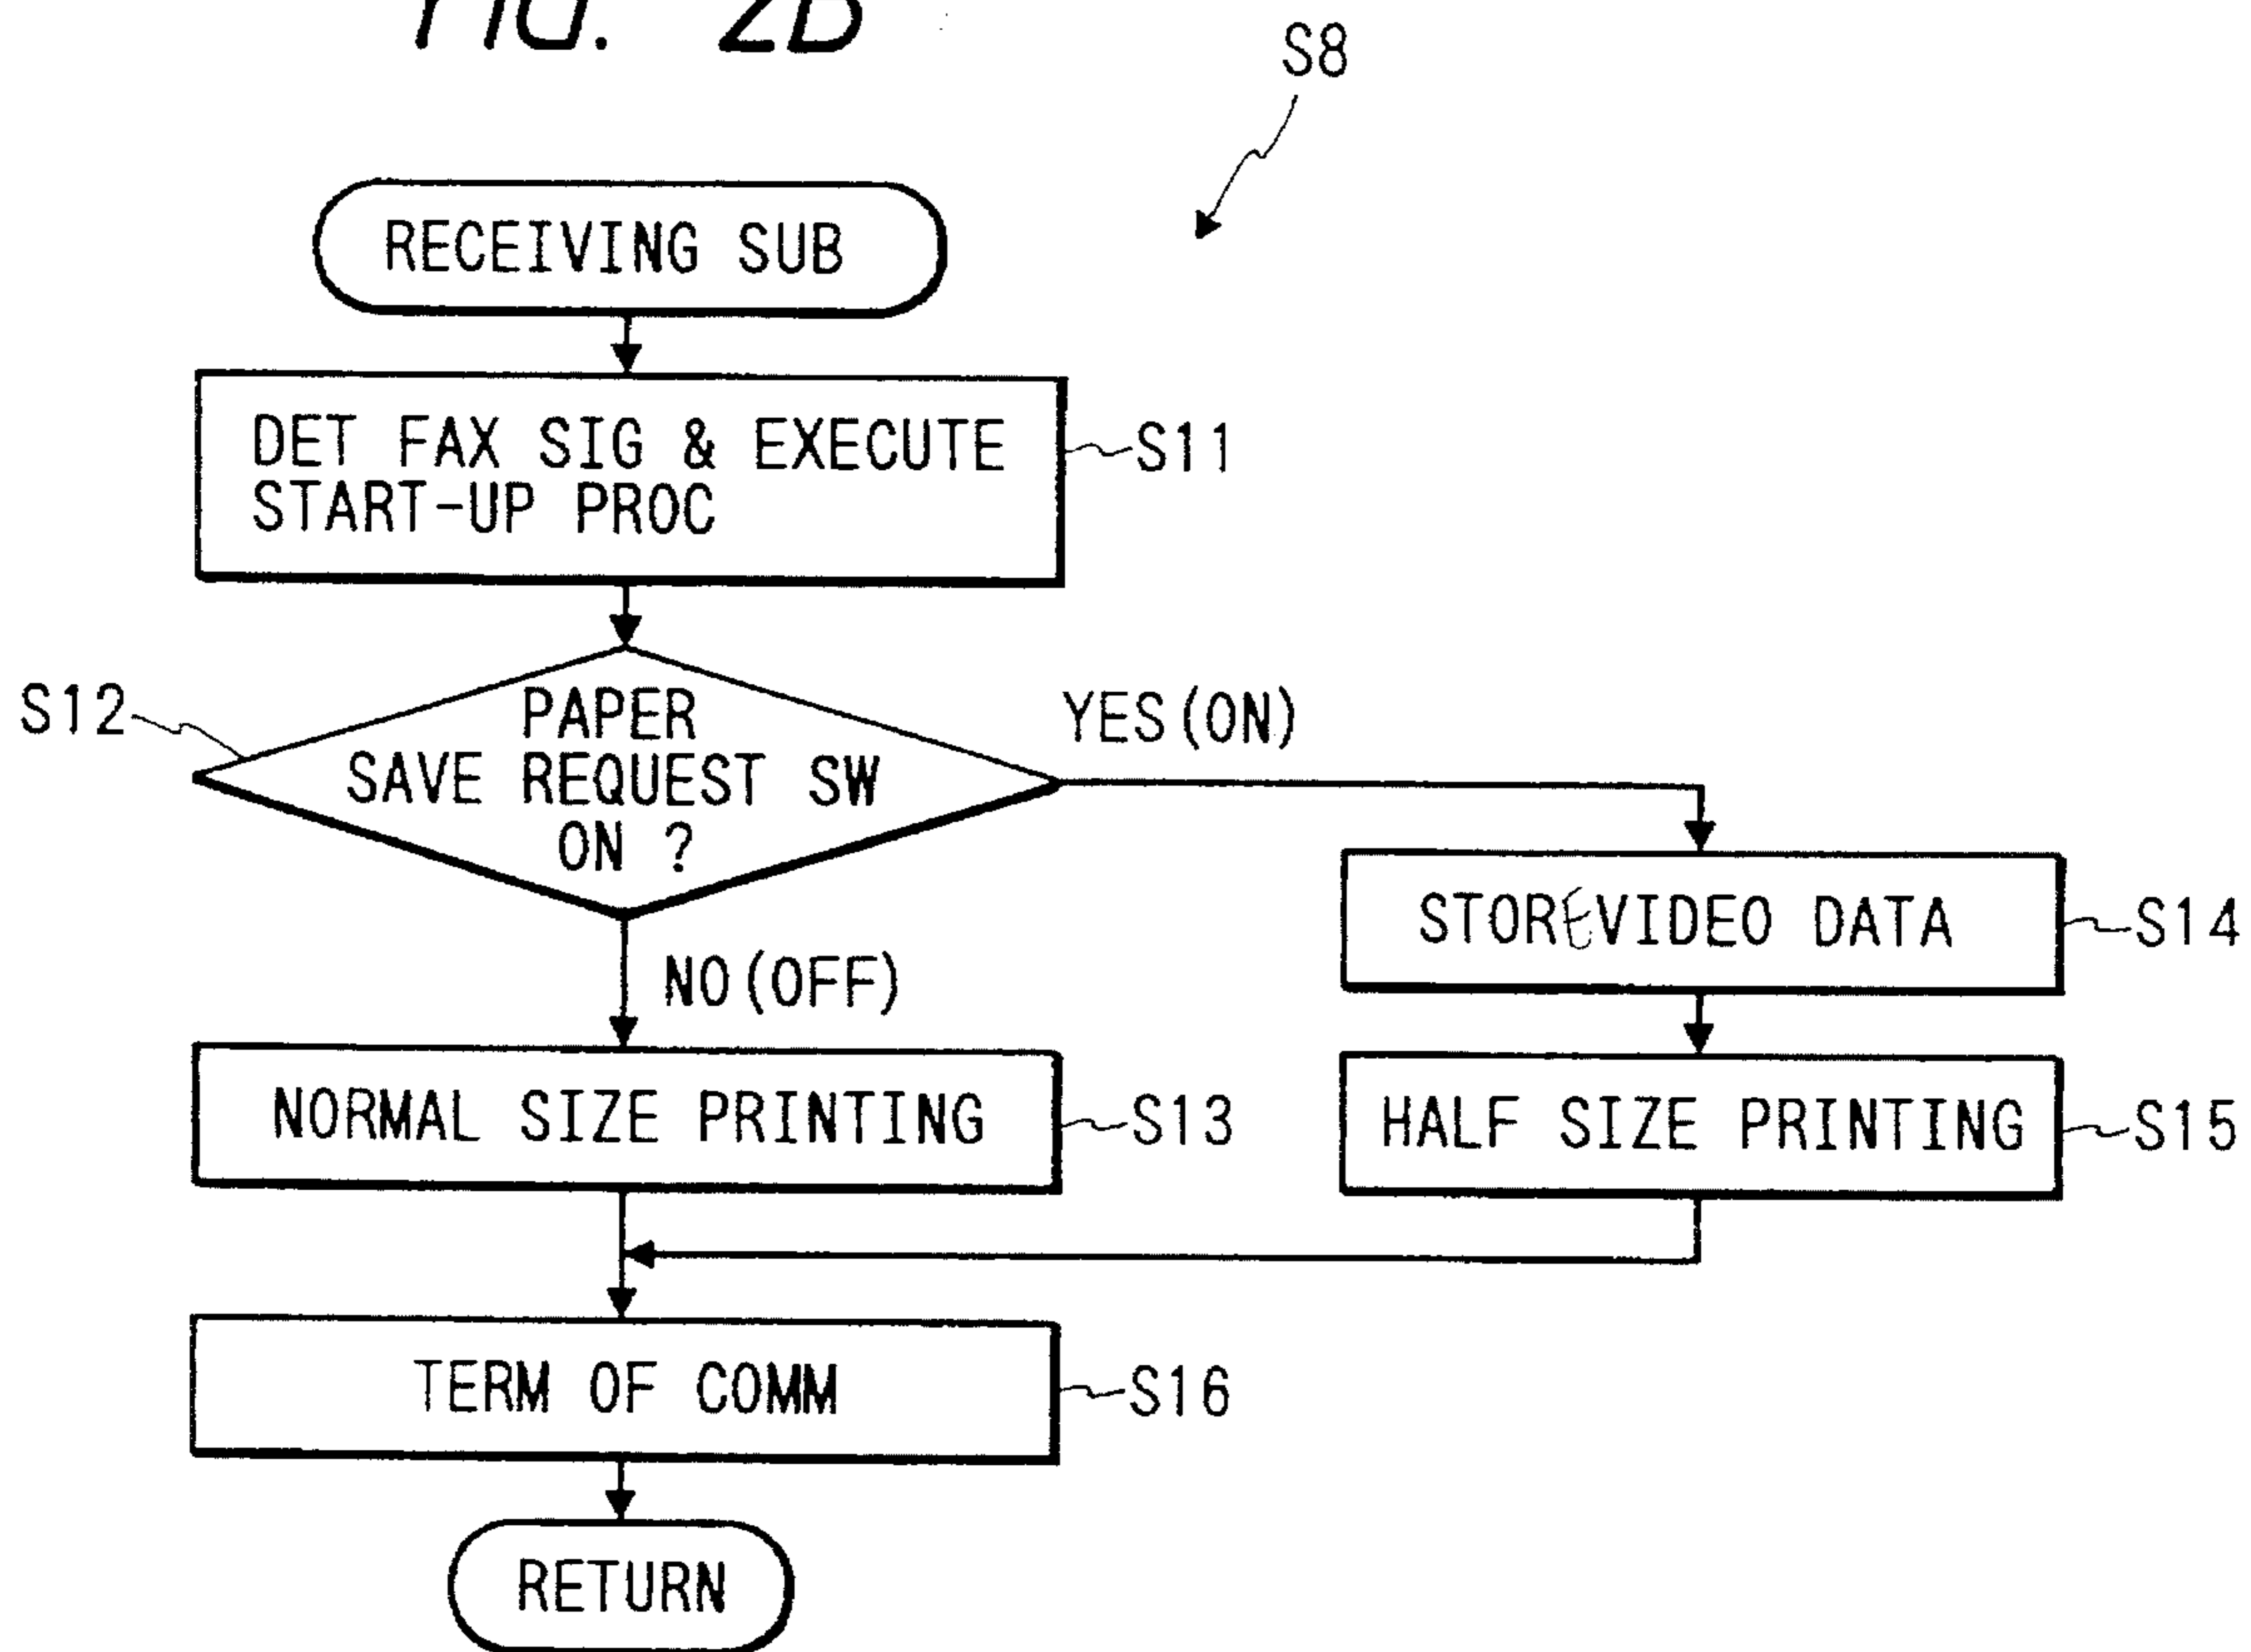 FIG. 2B
S8
RECEIVING SUB
DET FAX SIG & EXECUTE
START-UP PROC
S11
S12
PAPER
SAVE REQUEST SW
ON ?
YES(ON)
NO(OFF)
STORE VIDEO DATA
S14
NORMAL SIZE PRINTING
S13
HALF SIZE PRINTING
S15
TERM OF COMM
S16
RETURN